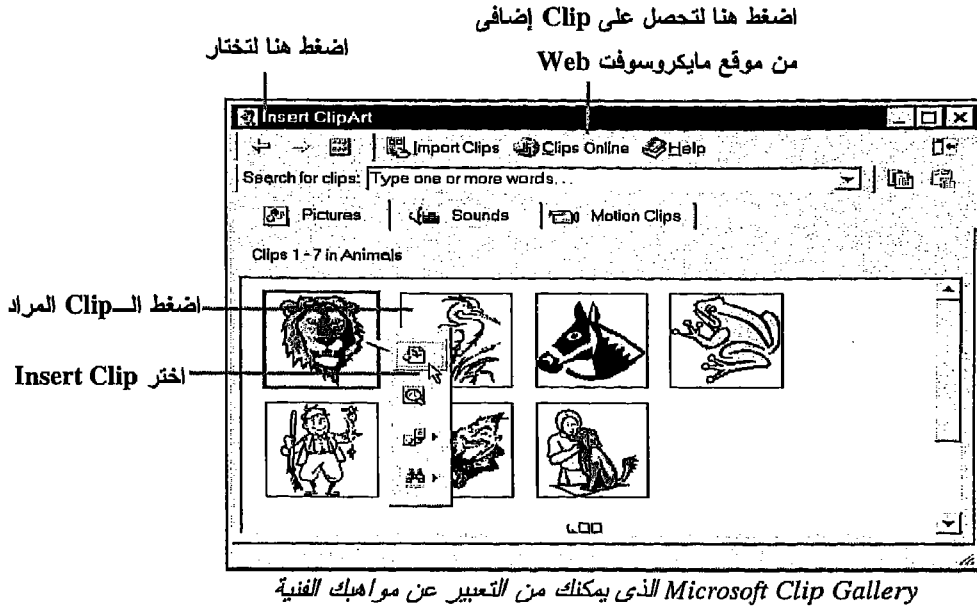 اضغط هنا لتحصل على Clip إضافى
من موقع مايكروسوفت Web
اضغط هنا لتختار
Insert ClipArt
Import Clips Clips Online Help
Search for clips: Type one or more words...
Pictures Sounds Motion Clips
Clips 1 - 7 in Animals
اضغط الـــClip المراد
اختر Insert Clip
Microsoft Clip Gallery الذى يمكنك من التعبير عن مواهبك الفنية